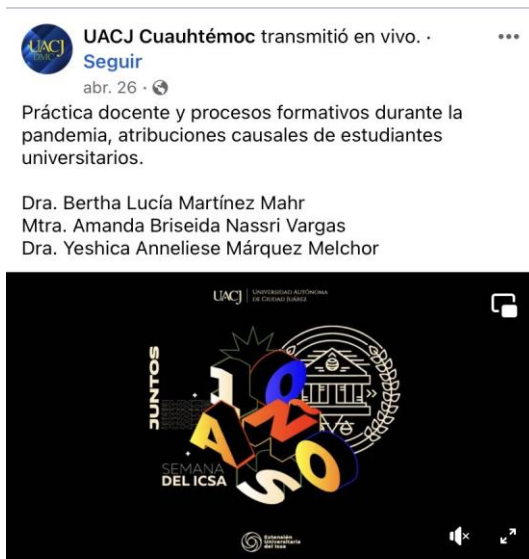 UACJ Cuauhtémoc transmitió en vivo. ·
Seguir
abr. 26 ·
Práctica docente y procesos formativos durante la
pandemia, atribuciones causales de estudiantes
universitarios.
Dra. Bertha Lucía Martínez Mahr
Mtra. Amanda Briseida Nassri Vargas
Dra. Yeshica Anneliese Márquez Melchor
UACJ
DMC
UACJ
UNIVERSIDAD AUTÓNOMA
DE CIUDAD JUÁREZ
JUNTOS
10
AÑOS
SEMANA
DEL ICSA
Extensión
Universitaria
del Icsa